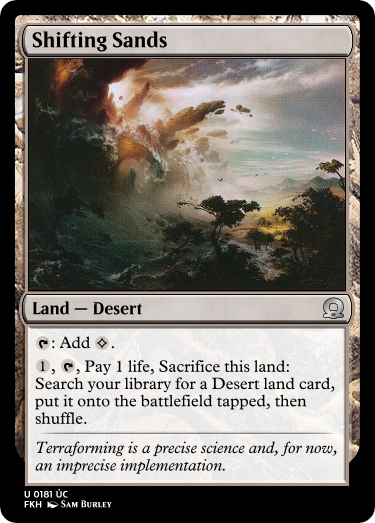 Shifting Sands
Land — Desert
: Add .
1, , Pay 1 life, Sacrifice this land:
Search your library for a Desert land card,
put it onto the battlefield tapped, then
shuffle.
Terraforming is a precise science and, for now,
an imprecise implementation.
U 0181 ÚC
FKH SAM BURLEY